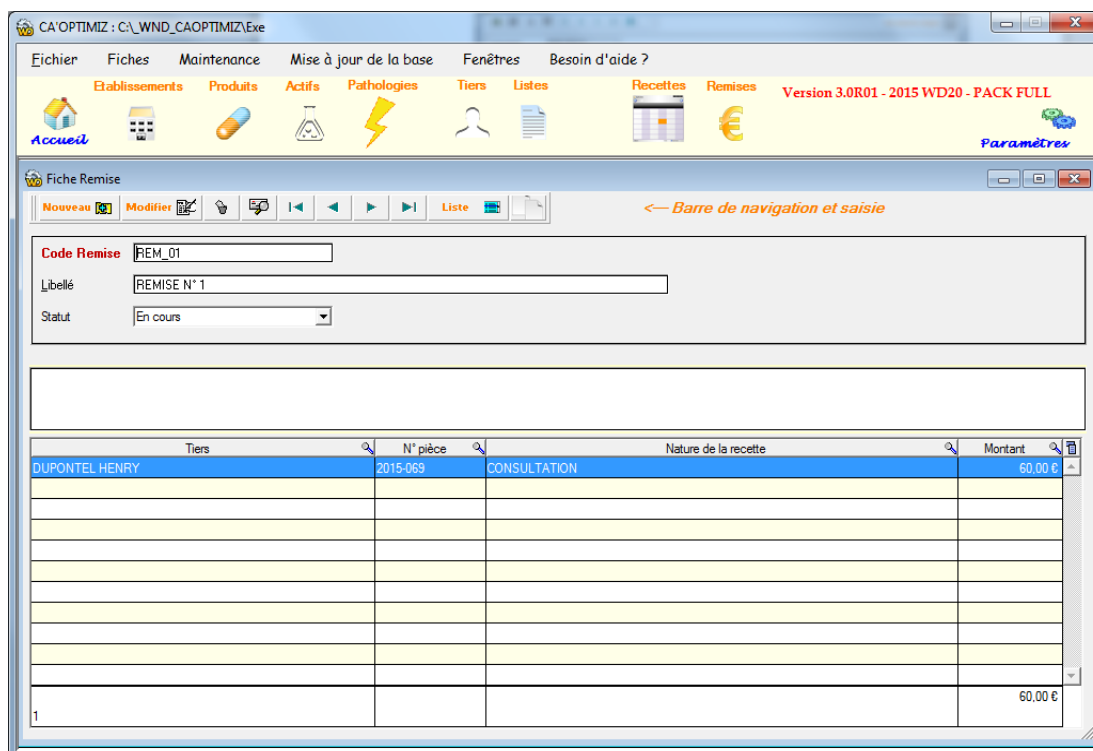 CA'OPTIMIZ : C:\_WND_CAOPTIMIZ\Exe
Fichier Fiches Maintenance Mise à jour de la base Fenêtres Besoin d'aide ?
Etablissements Produits Actifs Pathologies Tiers Listes Recettes Remises
Version 3.0R01 - 2015 WD20 - PACK FULL
Accueil Paramètres
Fiche Remise
Nouveau Modifier Liste <— Barre de navigation et saisie
Code Remise REM_01
Libellé REMISE N° 1
Statut En cours
Tiers N° pièce Nature de la recette Montant
DUPONTEL HENRY 2015-069 CONSULTATION 60,00 €
60,00 €
1